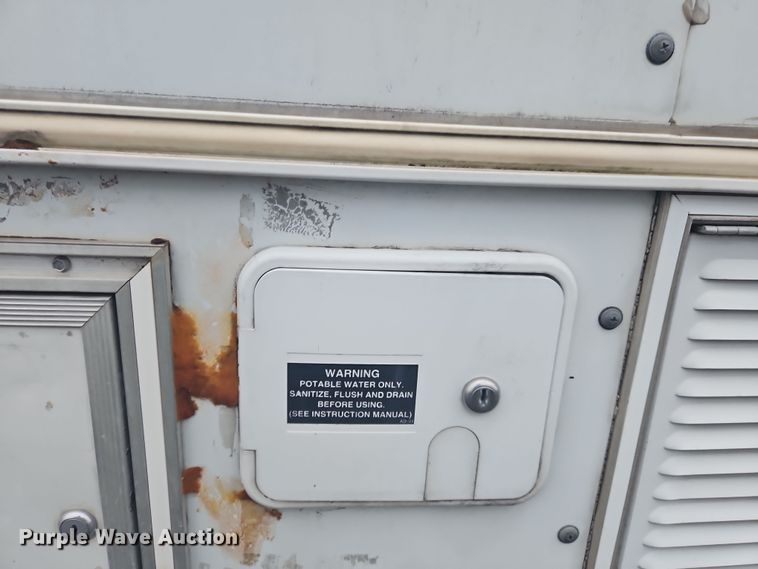 WARNING
POTABLE WATER ONLY.
SANITIZE, FLUSH AND DRAIN
BEFORE USING.
(SEE INSTRUCTION MANUAL)
Purple Wave Auction